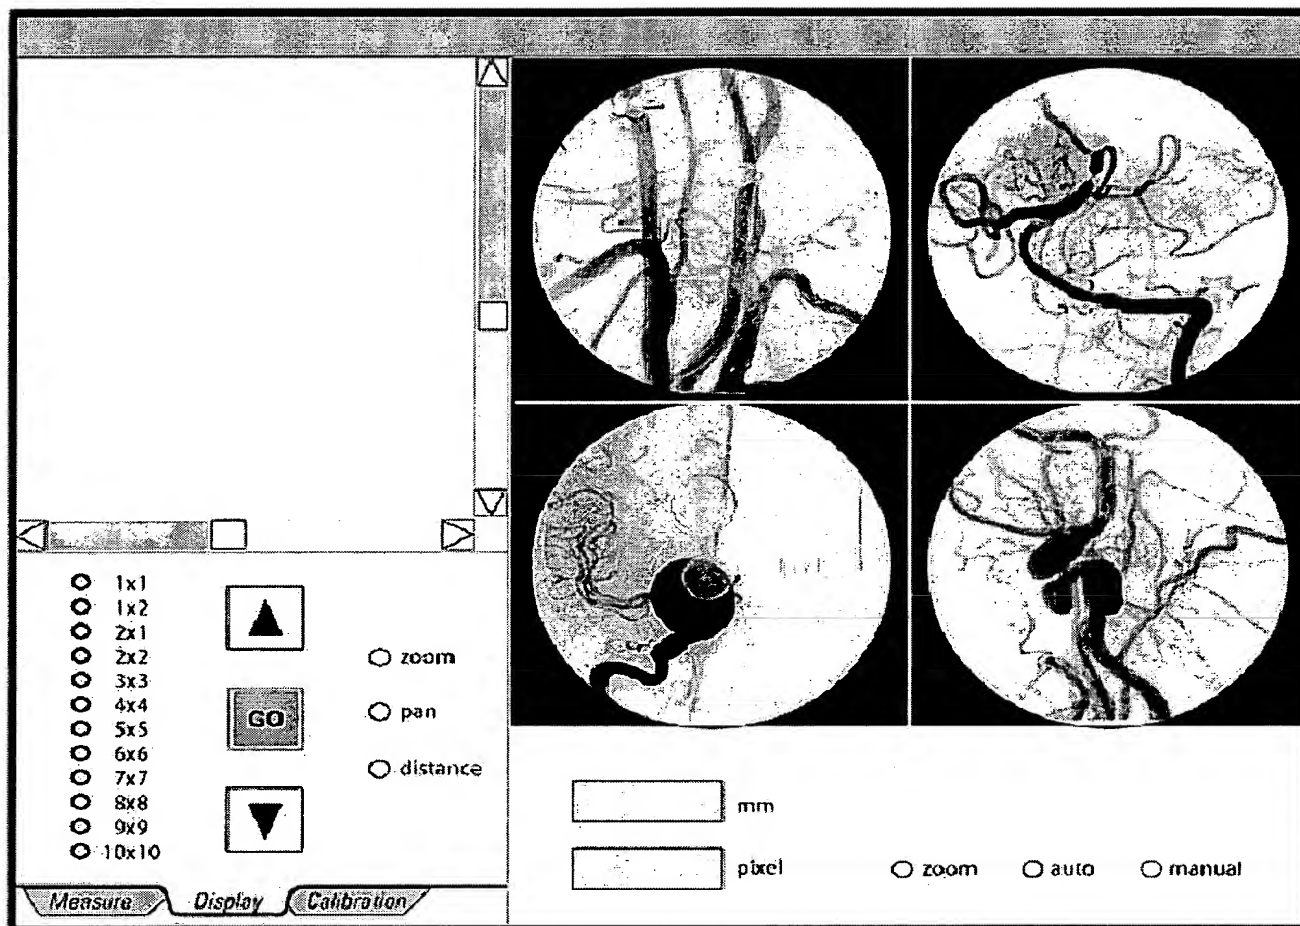 1x1
1x2
2x1
2x2
3x3
4x4
5x5
6x6
7x7
8x8
9x9
10x10
GO
zoom
pan
distance
Measure
Display
Calibration
mm
pixel
zoom
auto
manual